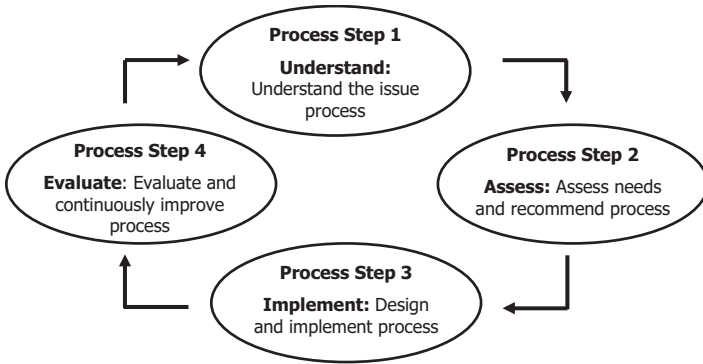 Process Step 1
Understand:
Understand the issue
process
Process Step 2
Assess: Assess needs
and recommend process
Process Step 3
Implement: Design
and implement process
Process Step 4
Evaluate: Evaluate and
continuously improve
process